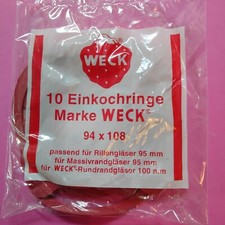 WECK
10 Einkochringe
Marke WECK®
94 x 108
passend für Rillengläser 95 mm
für Massivrandgläser 95 mm
für WECK-Rundrandgläser 100 mm